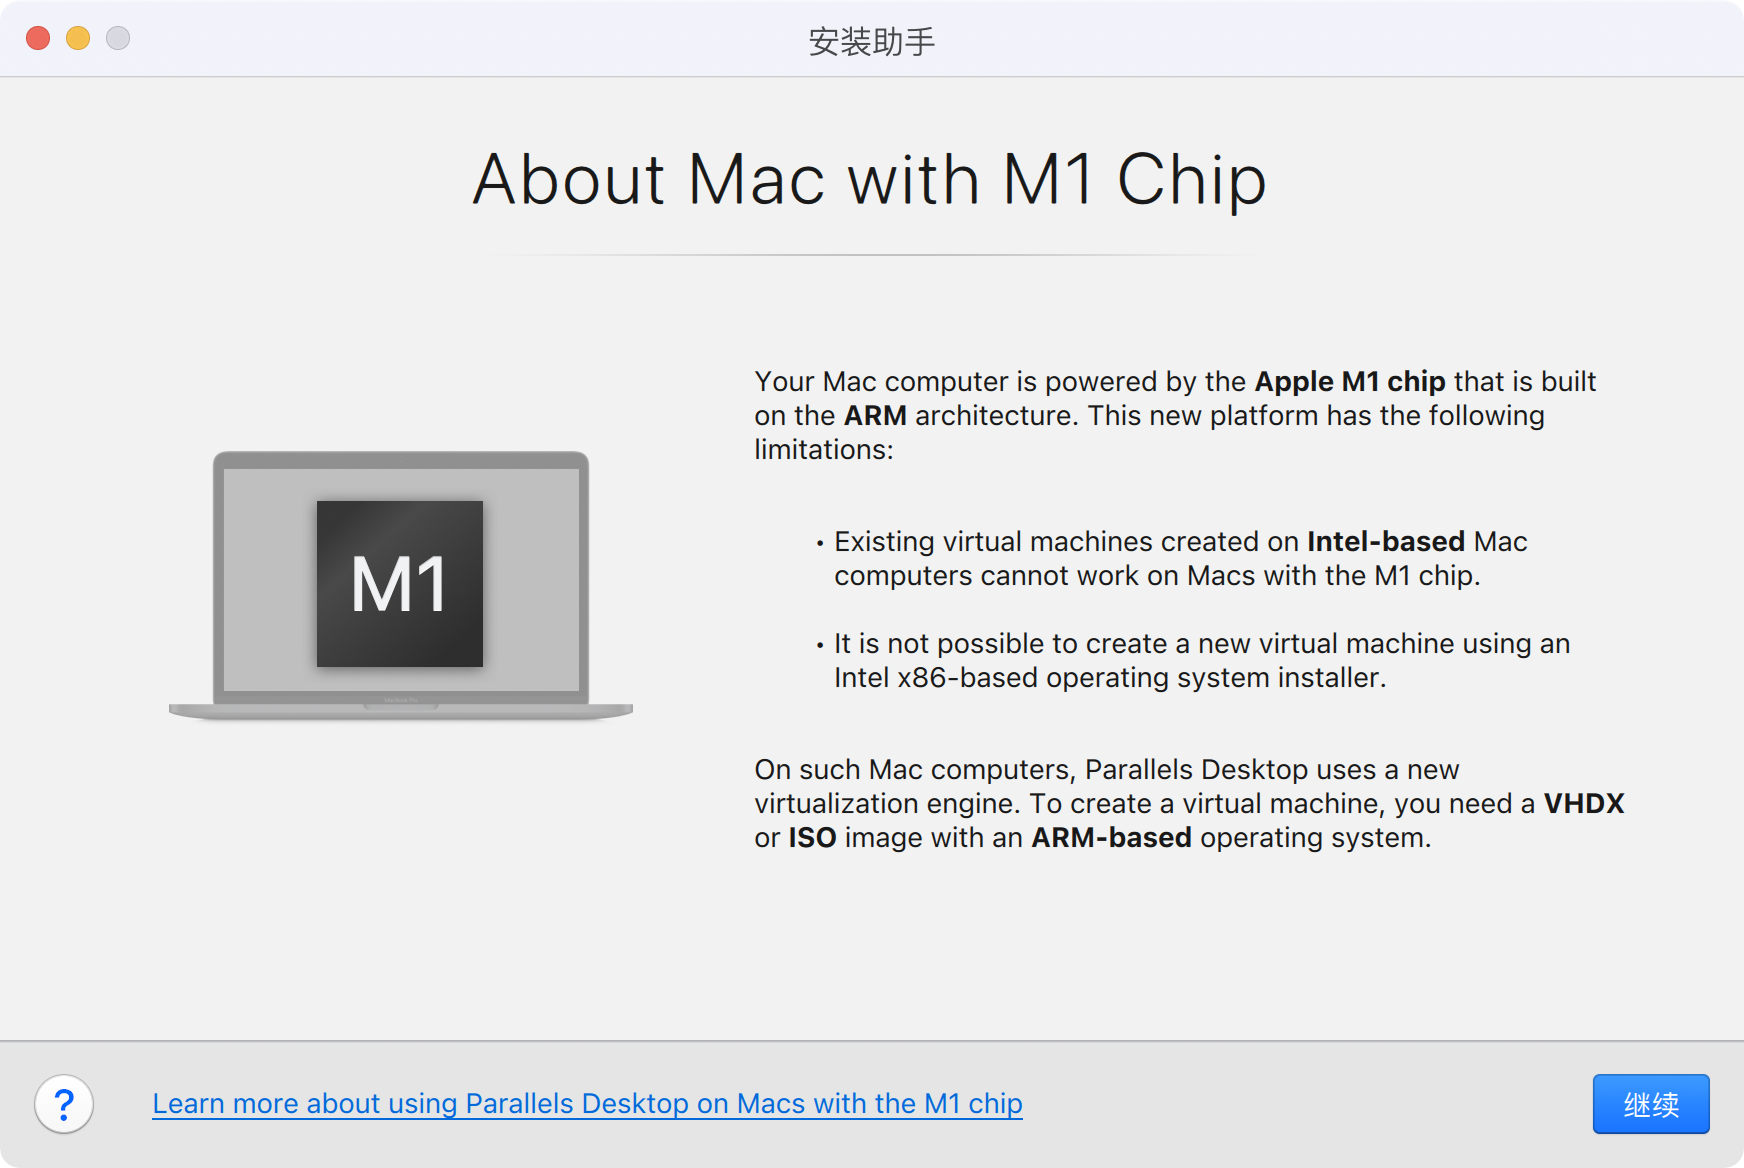 安装助手
About Mac with M1 Chip
Your Mac computer is powered by the Apple M1 chip that is built
on the ARM architecture. This new platform has the following
limitations:
M1
MacBook Pro
• Existing virtual machines created on Intel-based Mac
computers cannot work on Macs with the M1 chip.
• It is not possible to create a new virtual machine using an
Intel x86-based operating system installer.
On such Mac computers, Parallels Desktop uses a new
virtualization engine. To create a virtual machine, you need a VHDX
or ISO image with an ARM-based operating system.
?
Learn more about using Parallels Desktop on Macs with the M1 chip
继续